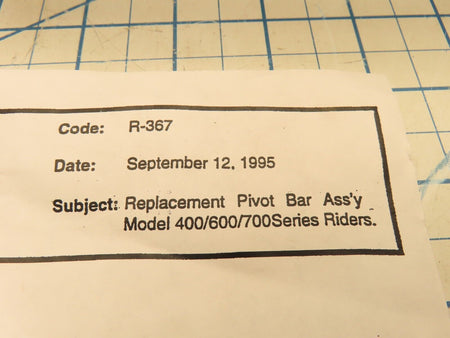 Code: R-367
Date: September 12, 1995
Subject: Replacement Pivot Bar Ass'y
Model 400/600/700Series Riders.